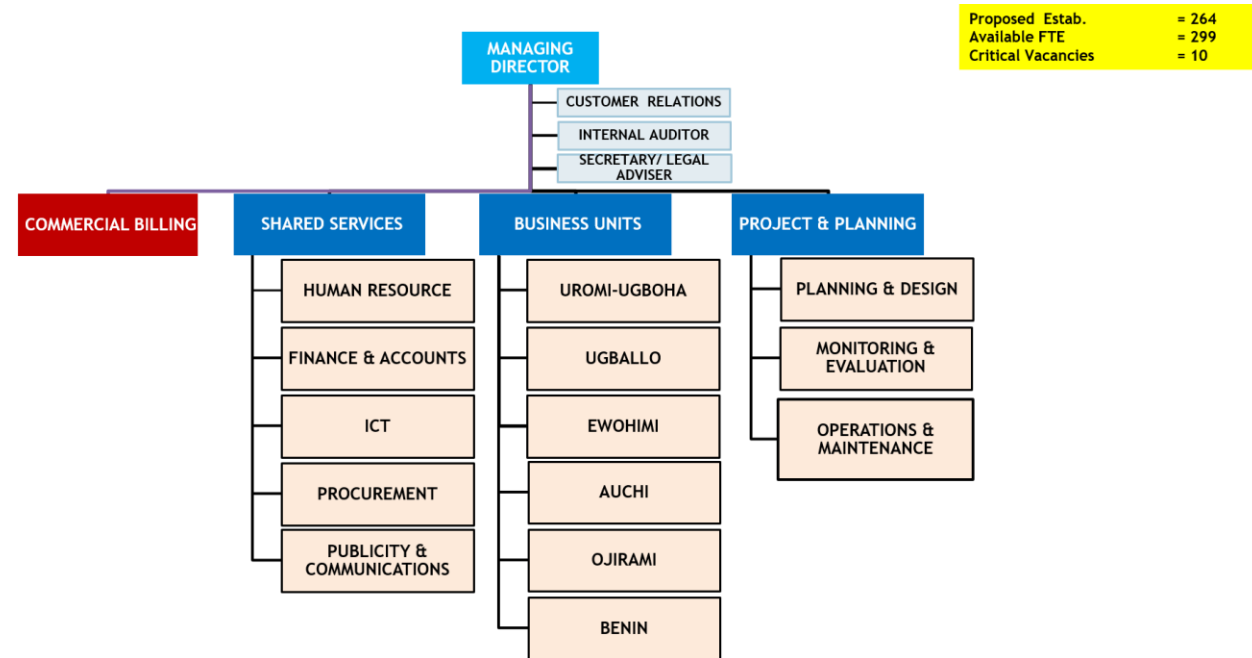 Proposed Estab. = 264
Available FTE = 299
Critical Vacancies = 10
MANAGING
DIRECTOR
CUSTOMER RELATIONS
INTERNAL AUDITOR
SECRETARY/ LEGAL
ADVISER
COMMERCIAL BILLING
SHARED SERVICES
BUSINESS UNITS
PROJECT & PLANNING
HUMAN RESOURCE
FINANCE & ACCOUNTS
ICT
PROCUREMENT
PUBLICITY &
COMMUNICATIONS
UROMI-UGBOHA
UGBALLO
EWOHIMI
AUCHI
OJIRAMI
BENIN
PLANNING & DESIGN
MONITORING &
EVALUATION
OPERATIONS &
MAINTENANCE